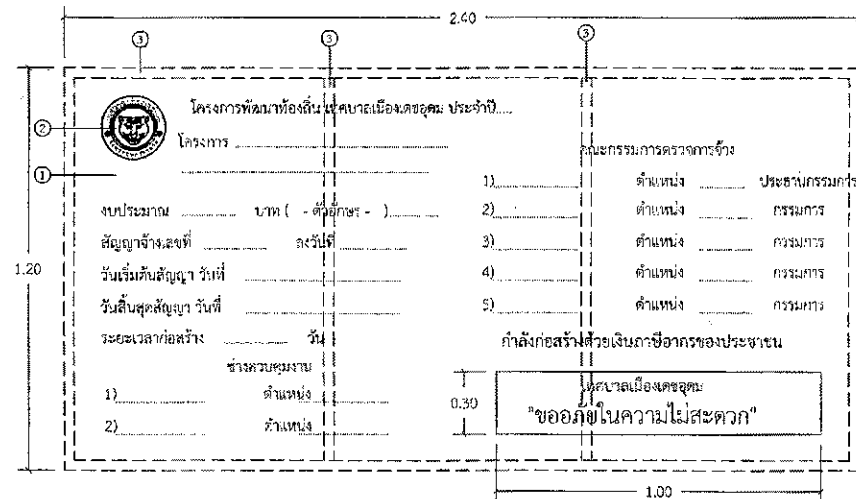 2.40
3 3 3
โครงการพัฒนาท้องถิ่น เทศบาลเมืองเดชอุดม ประจำปี.....
2
โครงการ
1
งบประมาณ ........ บาท ( - ตัวอักษร - )........
สัญญาจ้างเลขที่ ........ ลงวันที่ ........
วันเริ่มต้นสัญญา วันที่ ........
วันสิ้นสุดสัญญา วันที่ ........
ระยะเวลาก่อสร้าง ........ วัน
ช่างควบคุมงาน
1) ........ ตำแหน่ง ........
2) ........ ตำแหน่ง ........
1.20
คณะกรรมการตรวจการจ้าง
1) ........ ตำแหน่ง ........ ประธานกรรมการ
2) ........ ตำแหน่ง ........ กรรมการ
3) ........ ตำแหน่ง ........ กรรมการ
4) ........ ตำแหน่ง ........ กรรมการ
5) ........ ตำแหน่ง ........ กรรมการ
กำลังก่อสร้างด้วยเงินภาษีอากรของประชาชน
เทศบาลเมืองเดชอุดม
0.30
"ขออภัยในความไม่สะดวก"
1.00